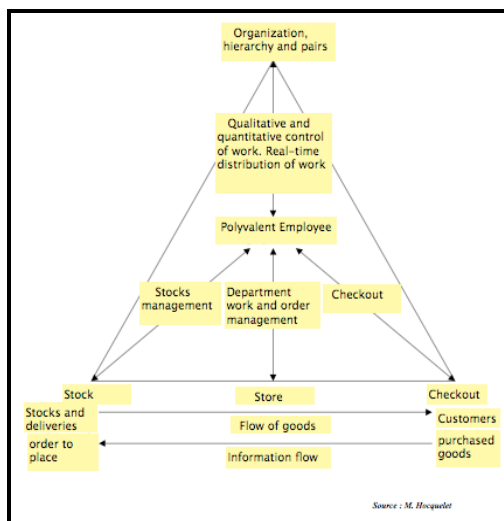 Organization,
hierarchy and pairs
Qualitative and
quantitative control
of work. Real-time
distribution of work
Polyvalent Employee
Stocks
management
Department
work and order
management
Checkout
Stock
Store
Checkout
Stocks and
deliveries
Flow of goods
Customers
order to
place
Information flow
purchased
goods
Source : M. Hocquelet